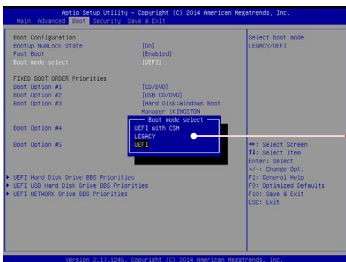 Aptio Setup Utility - Copyright (C) 2014 American Megatrends, Inc.
Main Advanced Boot Security Save & Exit
Boot Configuration
Bootup NumLock State [On]
Fast Boot [Enabled]
Boot mode select [UEFI]
FIXED BOOT ORDER Priorities
Boot Option #1 [CD/DVD]
Boot Option #2 [USB CD/DVD]
Boot Option #3 [Hard Disk:Windows Boot
Manager (KINGSTON
Boot Option #4
Boot Option #5
Boot mode select
UEFI with CSM
LEGACY
UEFI
UEFI Hard Disk Drive BBS Priorities
UEFI USB Hard Disk Drive BBS Priorities
UEFI NETWORK Drive BBS Priorities
Select boot mode
LEGACY/UEFI
↔: Select Screen
↑↓: Select Item
Enter: Select
+/-: Change Opt.
F1: General Help
F9: Optimized Defaults
F10: Save & Exit
ESC: Exit
Version 2.17.1246. Copyright (C) 2014 American Megatrends, Inc.